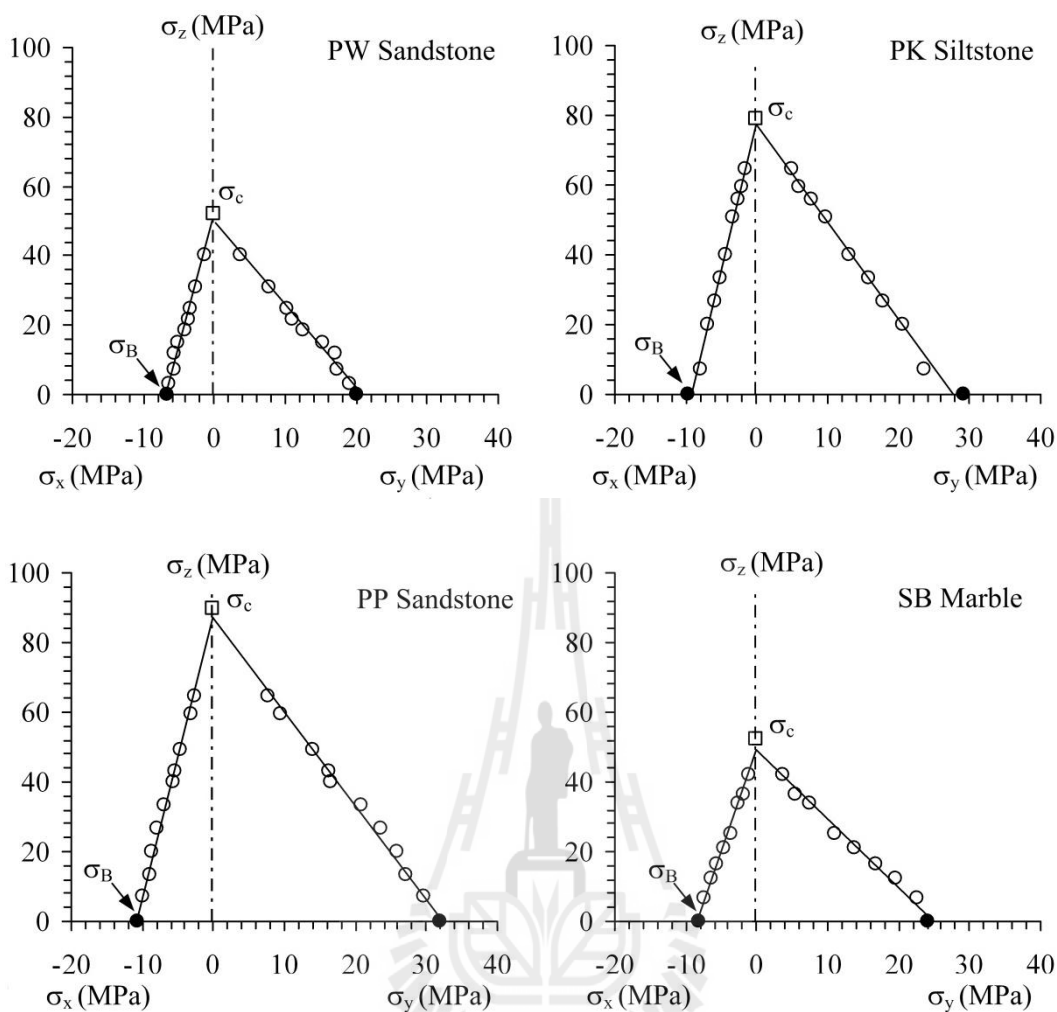 σz (MPa)
PW Sandstone
100
80
60
40
20
0
σc
σB
-20 -10 0 10 20 30 40
σx (MPa) σy (MPa)
σz (MPa)
PK Siltstone
100
80
60
40
20
0
σc
σB
-20 -10 0 10 20 30 40
σx (MPa) σy (MPa)
σz (MPa)
PP Sandstone
100
80
60
40
20
0
σc
σB
-20 -10 0 10 20 30 40
σx (MPa) σy (MPa)
σz (MPa)
SB Marble
100
80
60
40
20
0
σc
σB
-20 -10 0 10 20 30 40
σx (MPa) σy (MPa)